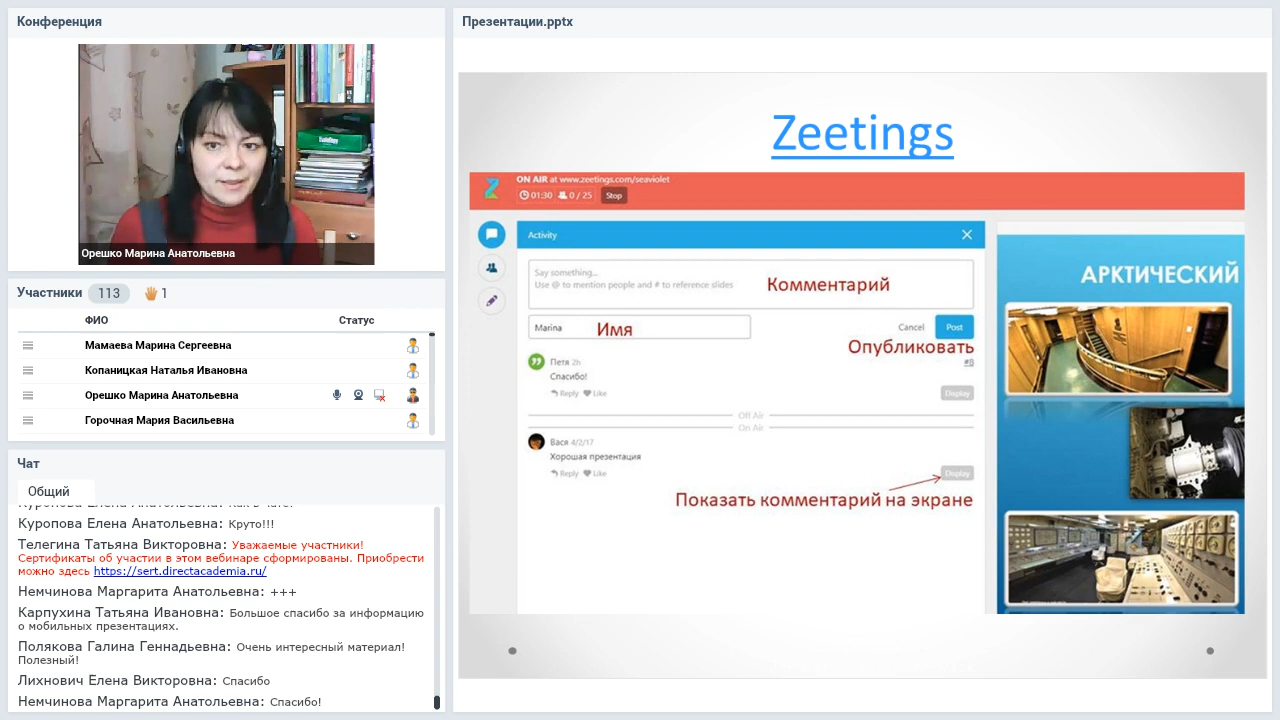 Конференция
Орешко Марина Анатольевна
Участники 113 1
ФИО Статус
Мамаева Марина Сергеевна
Копаницкая Наталья Ивановна
Орешко Марина Анатольевна
Горочная Мария Васильевна
Чат
Общий
Куропова Елена Анатольевна: Круто!!!
Телегина Татьяна Викторовна: Уважаемые участники!
Сертификаты об участии в этом вебинаре сформированы. Приобрести
можно здесь https://sert.directacademia.ru/
Немчинова Маргарита Анатольевна: +++
Карпухина Татьяна Ивановна: Большое спасибо за информацию
о мобильных презентациях.
Полякова Галина Геннадьевна: Очень интересный материал!
Полезный!
Лихнович Елена Викторовна: Спасибо
Немчинова Маргарита Анатольевна: Спасибо!
Презентации.pptx
Zeetings
ON AIR at www.zeetings.com/seaviolet
01:30 0 / 25 Stop
Activity
Say something...
Use @ to mention people and # to reference slides
Комментарий
Marina Имя Cancel Post
Опубликовать
Петя 2h #8
Спасибо!
Reply Like Display
Off Air
On Air
Вася 4/2/17
Хорошая презентация
Reply Like Display
Показать комментарий на экране
АРКТИЧЕСКИЙ